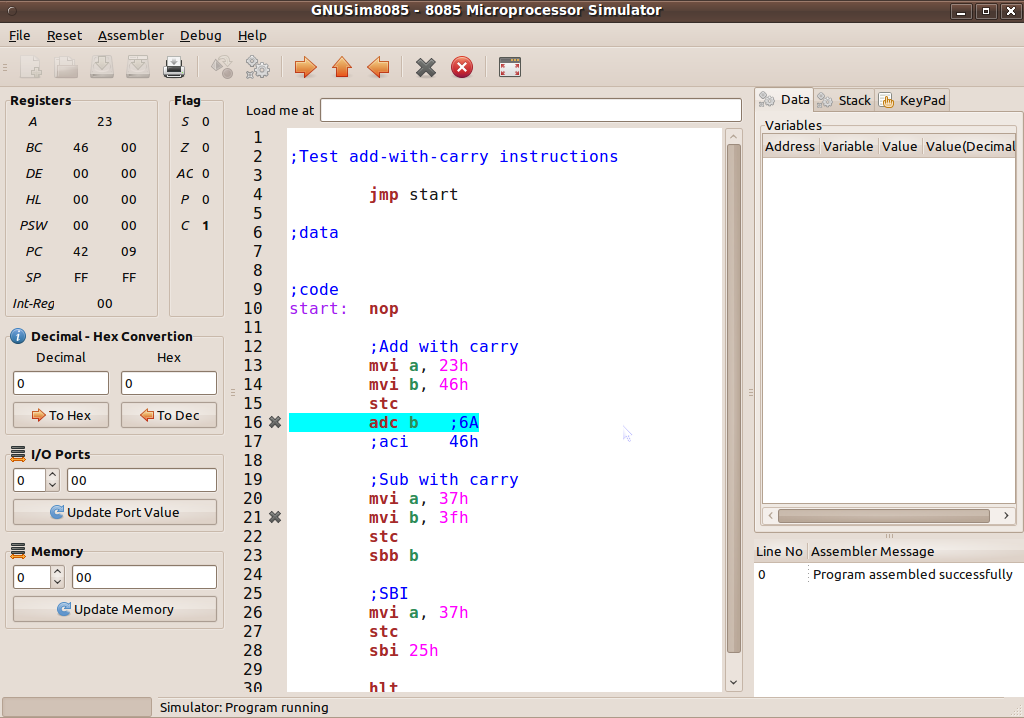 GNUSim8085 - 8085 Microprocessor Simulator
File Reset Assembler Debug Help
Registers
A 23
BC 46 00
DE 00 00
HL 00 00
PSW 00 00
PC 42 09
SP FF FF
Int-Reg 00
Flag
S 0
Z 0
AC 0
P 0
C 1
Decimal - Hex Convertion
Decimal Hex
0 0
To Hex To Dec
I/O Ports
0 00
Update Port Value
Memory
0 00
Update Memory
Load me at
1
2 ;Test add-with-carry instructions
3
4 jmp start
5
6 ;data
7
8
9 ;code
10 start: nop
11
12 ;Add with carry
13 mvi a, 23h
14 mvi b, 46h
15 stc
16 adc b ;6A
17 ;aci 46h
18
19 ;Sub with carry
20 mvi a, 37h
21 mvi b, 3fh
22 stc
23 sbb b
24
25 ;SBI
26 mvi a, 37h
27 stc
28 sbi 25h
29
30 hlt
Data Stack KeyPad
Variables
Address Variable Value Value(Decimal
Line No Assembler Message
0 Program assembled successfully
Simulator: Program running